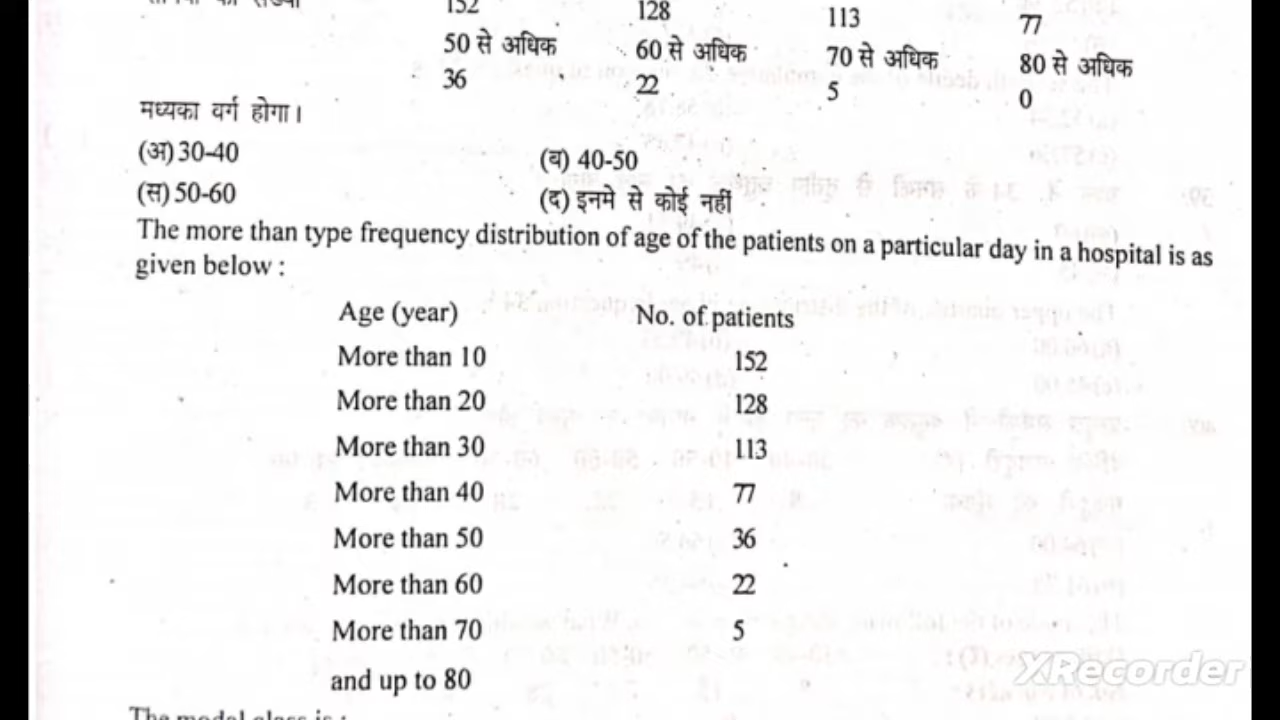 152 128 113 77
50 से अधिक 60 से अधिक 70 से अधिक 80 से अधिक
36 22 5 0
मध्यका वर्ग होगा।
(अ) 30-40 (ब) 40-50
(स) 50-60 (द) इनमे से कोई नहीं
The more than type frequency distribution of age of the patients on a particular day in a hospital is as
given below :
Age (year) No. of patients
More than 10 152
More than 20 128
More than 30 113
More than 40 77
More than 50 36
More than 60 22
More than 70 5
and up to 80
The modal class is :
XRecorder